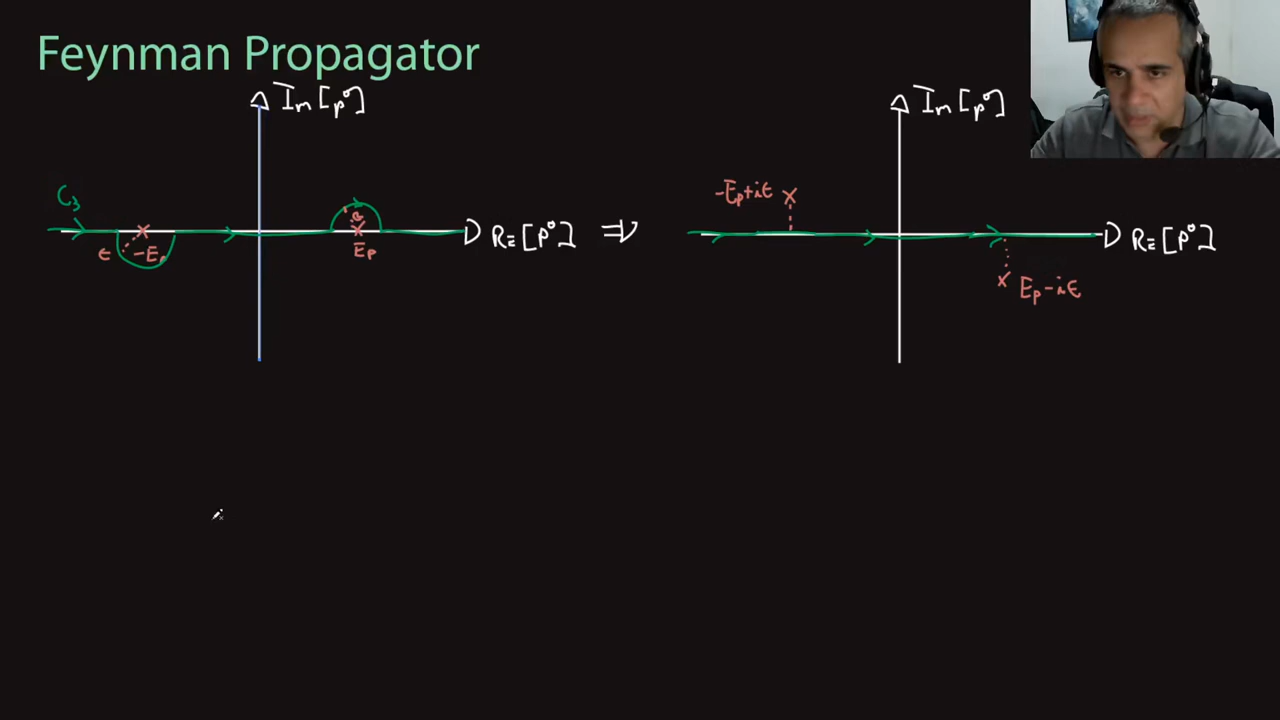 Feynman Propagator
Im[p⁰]
Im[p⁰]
C₃
-Eₚ+iε
Re[p⁰] ⇒
Re[p⁰]
ε
-Eₚ
ε
Eₚ
Eₚ-iε